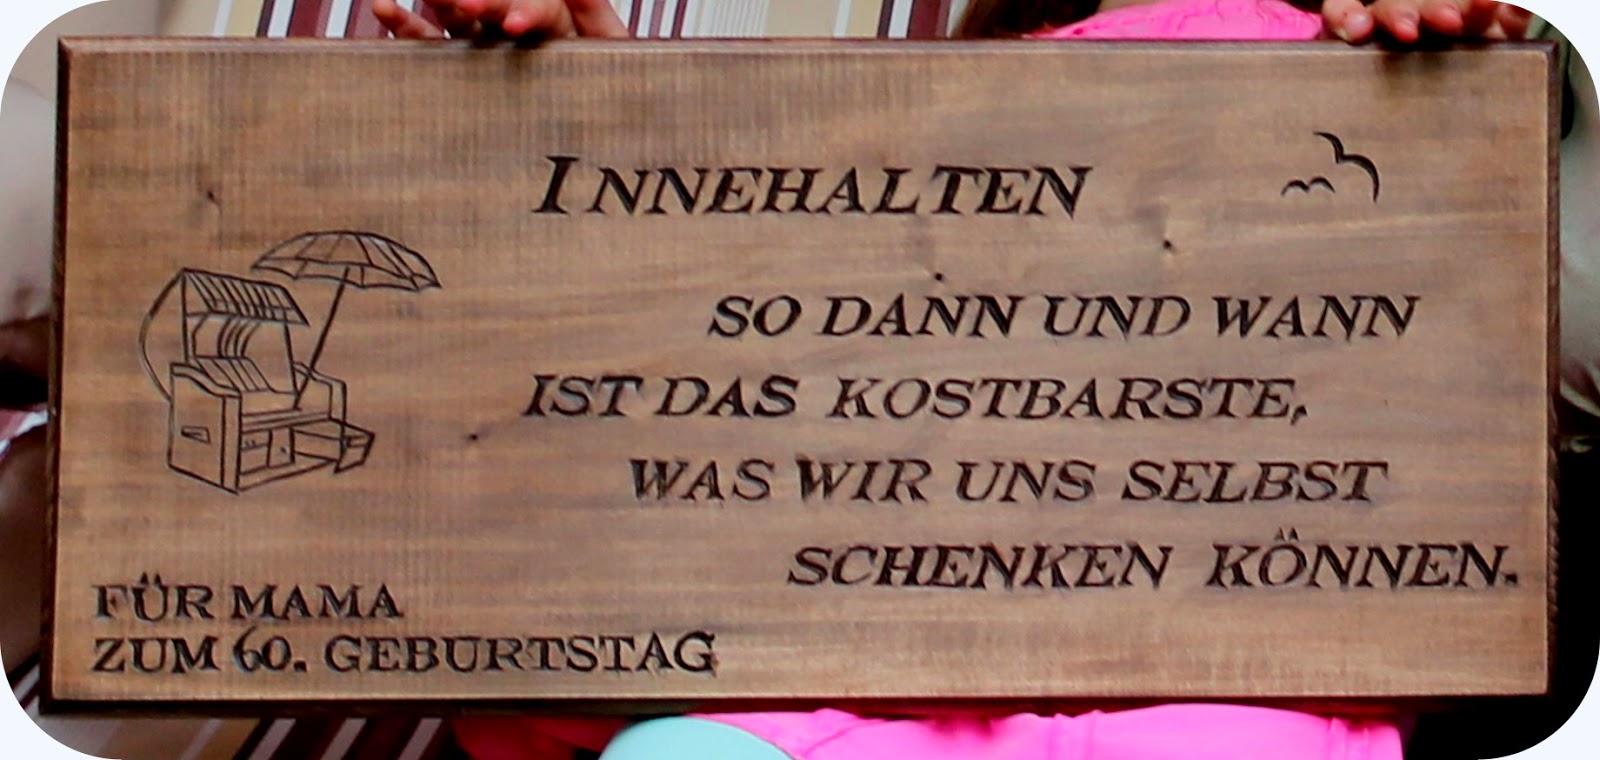 INNEHALTEN
SO DANN UND WANN
IST DAS KOSTBARSTE,
WAS WIR UNS SELBST
SCHENKEN KÖNNEN.
FÜR MAMA
ZUM 60. GEBURTSTAG